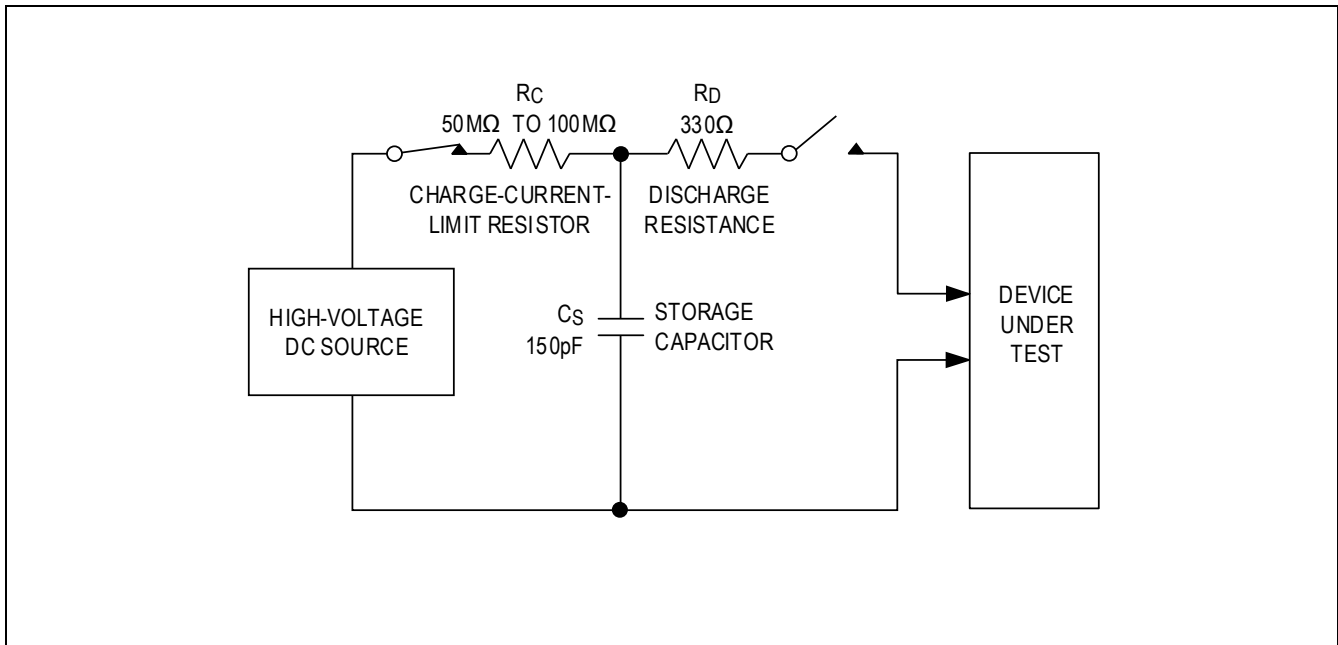 RC
50MΩ TO 100MΩ
CHARGE-CURRENT-
LIMIT RESISTOR
RD
330Ω
DISCHARGE
RESISTANCE
HIGH-VOLTAGE
DC SOURCE
CS
150pF
STORAGE
CAPACITOR
DEVICE
UNDER
TEST